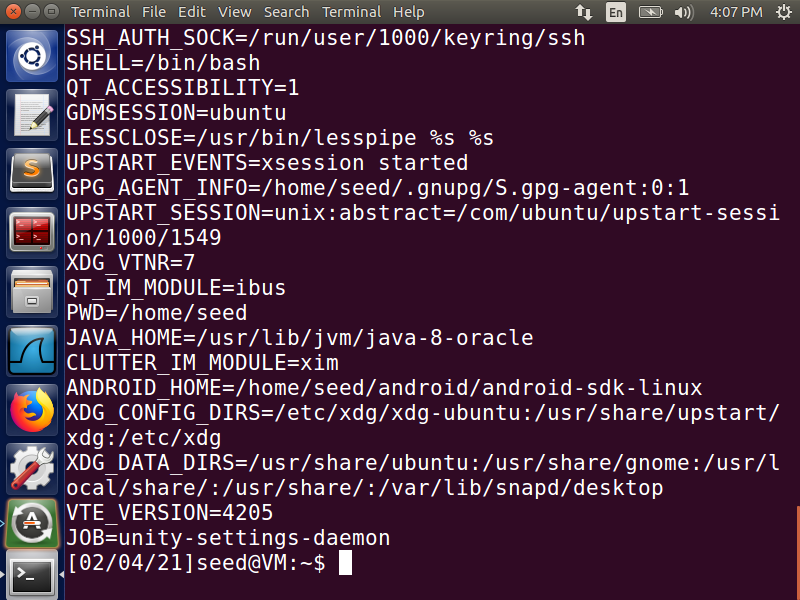 Terminal File Edit View Search Terminal Help En 4:07 PM
SSH_AUTH_SOCK=/run/user/1000/keyring/ssh
SHELL=/bin/bash
QT_ACCESSIBILITY=1
GDMSESSION=ubuntu
LESSCLOSE=/usr/bin/lesspipe %s %s
UPSTART_EVENTS=xsession started
GPG_AGENT_INFO=/home/seed/.gnupg/S.gpg-agent:0:1
UPSTART_SESSION=unix:abstract=/com/ubuntu/upstart-sessi
on/1000/1549
XDG_VTNR=7
QT_IM_MODULE=ibus
PWD=/home/seed
JAVA_HOME=/usr/lib/jvm/java-8-oracle
CLUTTER_IM_MODULE=xim
ANDROID_HOME=/home/seed/android/android-sdk-linux
XDG_CONFIG_DIRS=/etc/xdg/xdg-ubuntu:/usr/share/upstart/
xdg:/etc/xdg
XDG_DATA_DIRS=/usr/share/ubuntu:/usr/share/gnome:/usr/l
ocal/share/:/usr/share/:/var/lib/snapd/desktop
VTE_VERSION=4205
JOB=unity-settings-daemon
[02/04/21]seed@VM:~$